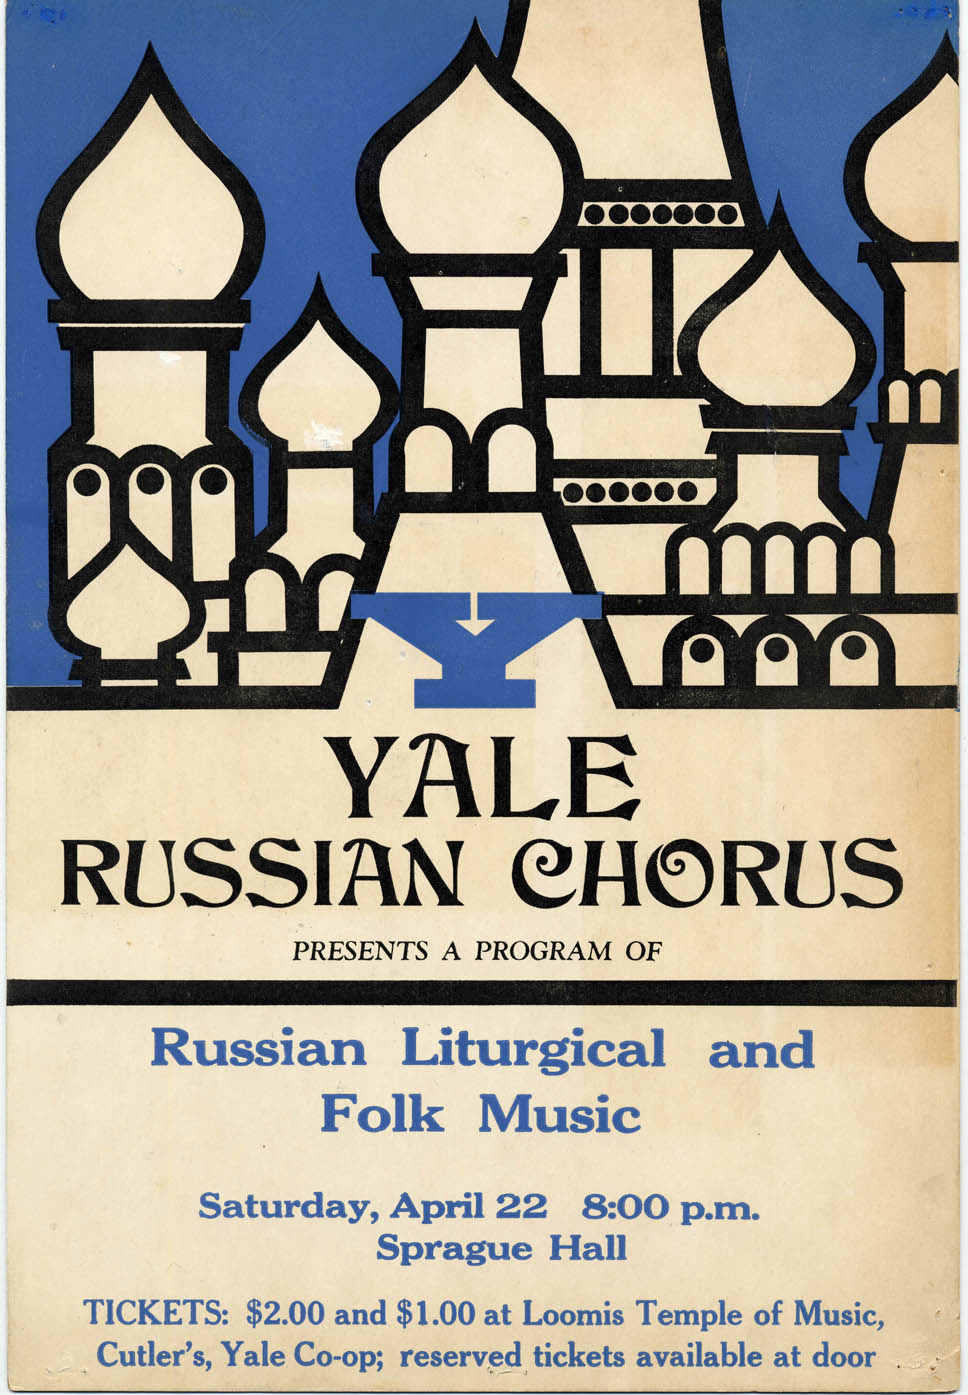 Y
YALE
RUSSIAN CHORUS
PRESENTS A PROGRAM OF
Russian Liturgical and
Folk Music
Saturday, April 22 8:00 p.m.
Sprague Hall
TICKETS: $2.00 and $1.00 at Loomis Temple of Music,
Cutler's, Yale Co-op; reserved tickets available at door